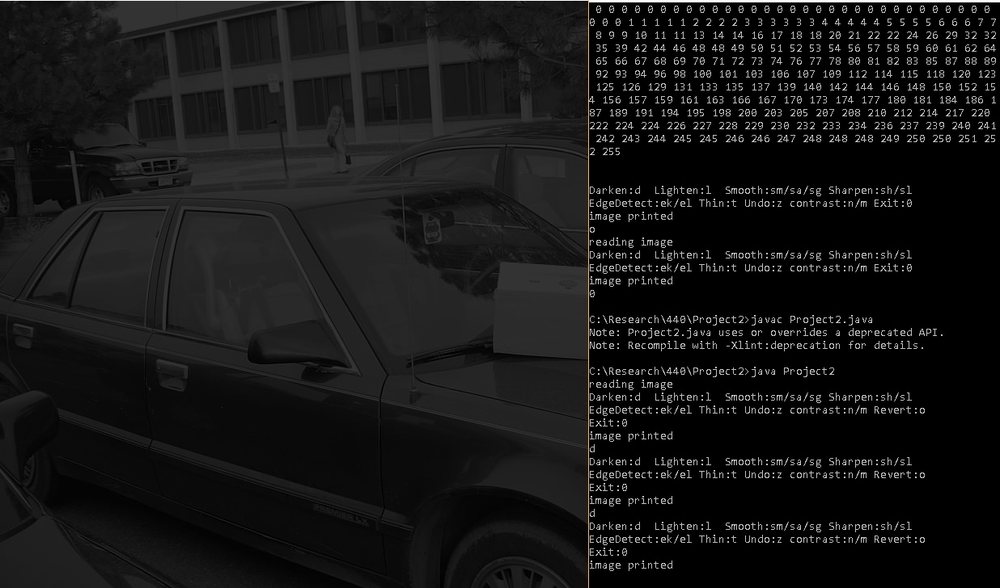 0 0 0 0 0 0 0 0 0 0 0 0 0 0 0 0 0 0 0 0 0 0 0 0 0 0 0 0 0 0 0
0 0 0 1 1 1 1 1 2 2 2 2 3 3 3 3 3 3 4 4 4 4 4 5 5 5 5 6 6 6 7 7
8 9 9 10 11 11 13 14 14 16 17 18 18 20 21 22 22 24 26 29 32 32
35 39 42 44 46 48 48 49 50 51 52 53 54 56 57 58 59 60 61 62 64
65 66 67 68 69 70 71 72 73 74 76 77 78 80 81 82 83 85 87 88 89
92 93 94 96 98 100 101 103 106 107 109 112 114 115 118 120 123
125 126 129 131 133 135 137 139 140 142 144 146 148 150 152 15
4 156 157 159 161 163 166 167 170 173 174 177 180 181 184 186 1
87 189 191 194 195 198 200 203 205 207 208 210 212 214 217 220
222 224 224 226 227 228 229 230 232 233 234 236 237 239 240 241
242 243 244 245 245 246 246 247 248 248 248 249 250 250 251 25
2 255
Darken:d  Lighten:l  Smooth:sm/sa/sg Sharpen:sh/sl
EdgeDetect:ek/el Thin:t Undo:z contrast:n/m Exit:0
image printed
o
reading image
Darken:d  Lighten:l  Smooth:sm/sa/sg Sharpen:sh/sl
EdgeDetect:ek/el Thin:t Undo:z contrast:n/m Exit:0
image printed
0
C:\Research\440\Project2>javac Project2.java
Note: Project2.java uses or overrides a deprecated API.
Note: Recompile with -Xlint:deprecation for details.
C:\Research\440\Project2>java Project2
reading image
Darken:d  Lighten:l  Smooth:sm/sa/sg Sharpen:sh/sl
EdgeDetect:ek/el Thin:t Undo:z contrast:n/m Revert:o
Exit:0
image printed
d
Darken:d  Lighten:l  Smooth:sm/sa/sg Sharpen:sh/sl
EdgeDetect:ek/el Thin:t Undo:z contrast:n/m Revert:o
Exit:0
image printed
d
Darken:d  Lighten:l  Smooth:sm/sa/sg Sharpen:sh/sl
EdgeDetect:ek/el Thin:t Undo:z contrast:n/m Revert:o
Exit:0
image printed